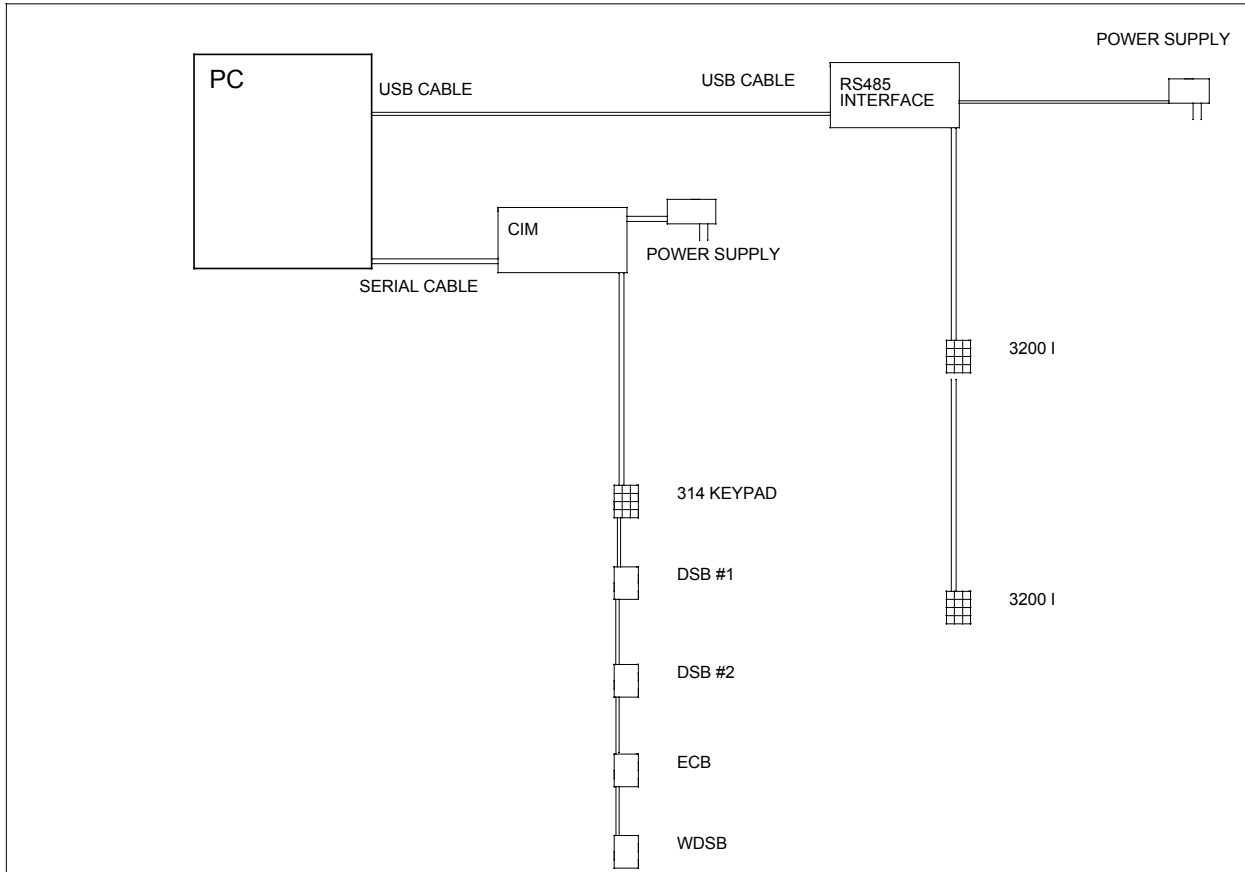 POWER SUPPLY
PC
USB CABLE
USB CABLE
RS485
INTERFACE
CIM
POWER SUPPLY
SERIAL CABLE
3200 I
314 KEYPAD
DSB #1
3200 I
DSB #2
ECB
WDSB